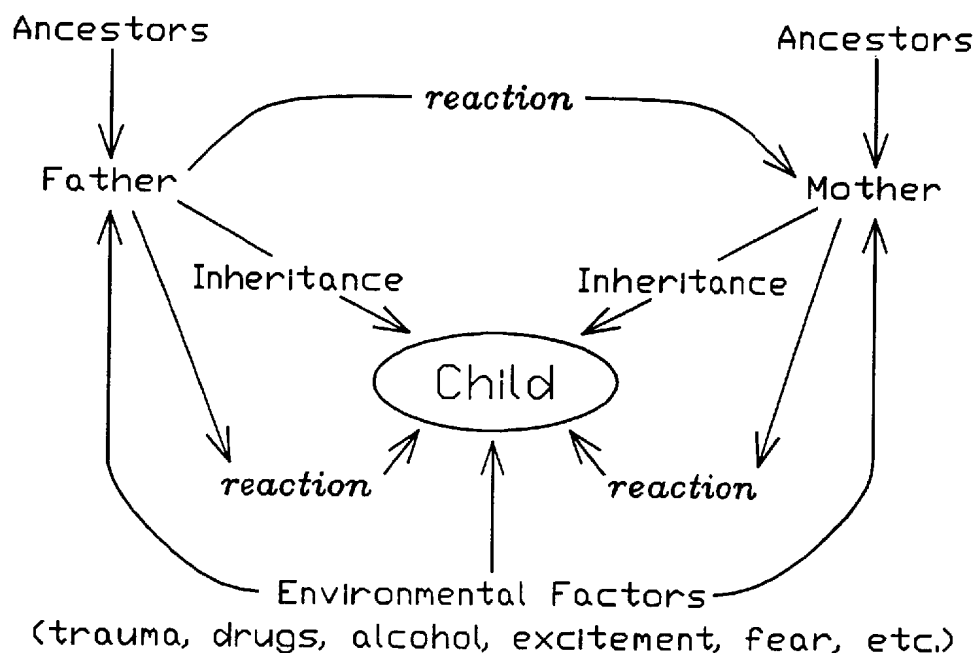 Ancestors
Ancestors
reaction
Father
Mother
Inheritance
Inheritance
Child
reaction
reaction
Environmental Factors
(trauma, drugs, alcohol, excitement, fear, etc.)